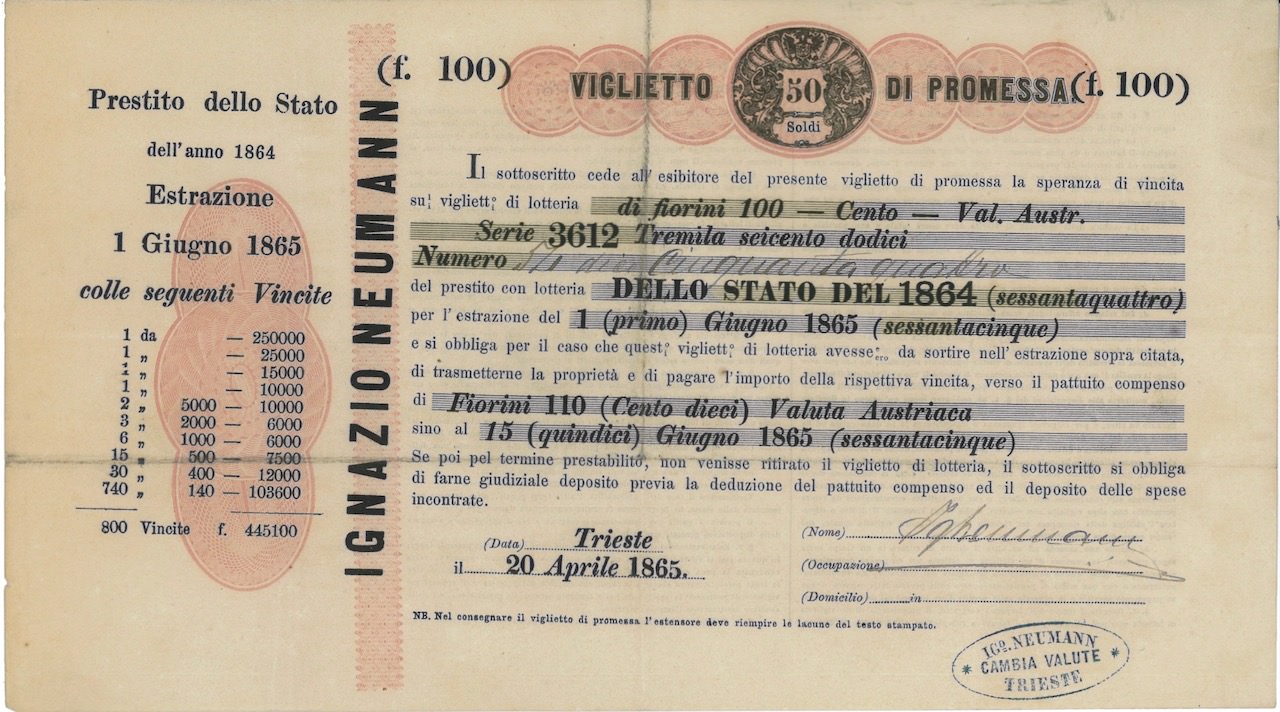 Prestito dello Stato
dell'anno 1864
Estrazione
1 Giugno 1865
colle seguenti Vincite
1 da — 250000
1 „ — 25000
1 „ — 15000
1 „ — 10000
2 „ 5000 — 10000
3 „ 2000 — 6000
6 „ 1000 — 6000
15 „ 500 — 7500
30 „ 400 — 12000
740 „ 140 — 103600
800 Vincite f. 445100
IGNAZIO NEUMANN
(f. 100) VIGLIETTO 50 DI PROMESSA (f. 100)
Soldi
Il sottoscritto cede all'esibitore del presente viglietto di promessa la speranza di vincita
su: vigliett: di lotteria di fiorini 100 — Cento — Val. Austr.
Serie 3612 Tremila seicento dodici
Numero cinquanta quattro
del prestito con lotteria DELLO STATO DEL 1864 (sessantaquattro)
per l'estrazione del 1 (primo) Giugno 1865 (sessantacinque)
e si obbliga per il caso che quest: vigliett: di lotteria avesse:ero da sortire nell'estrazione sopra citata,
di trasmetterne la proprietà e di pagare l'importo della rispettiva vincita, verso il pattuito compenso
di Fiorini 110 (Cento dieci) Valuta Austriaca
sino al 15 (quindici) Giugno 1865 (sessantacinque)
Se poi pel termine prestabilito, non venisse ritirato il viglietto di lotteria, il sottoscritto si obbliga
di farne giudiziale deposito previa la deduzione del pattuito compenso ed il deposito delle spese
incontrate.
(Data) Trieste
il 20 Aprile 1865.
(Nome)
(Occupazione)
(Domicilio) in
NB. Nel consegnare il viglietto di promessa l'estensore deve riempire le lacune del testo stampato.
IGO. NEUMANN
* CAMBIA VALUTE *
TRIESTE